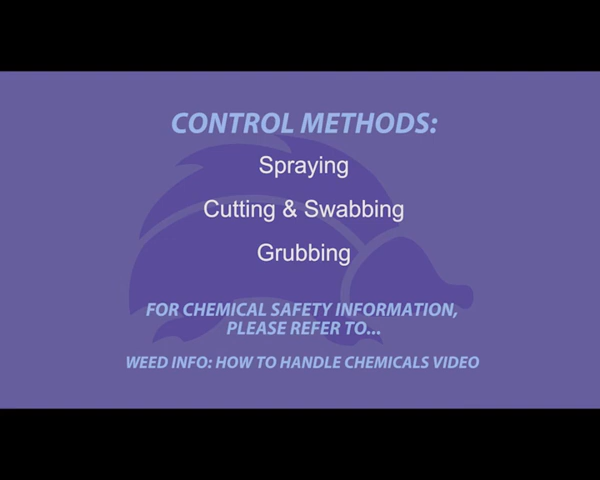 CONTROL METHODS:
Spraying
Cutting & Swabbing
Grubbing
FOR CHEMICAL SAFETY INFORMATION,
PLEASE REFER TO...
WEED INFO: HOW TO HANDLE CHEMICALS VIDEO